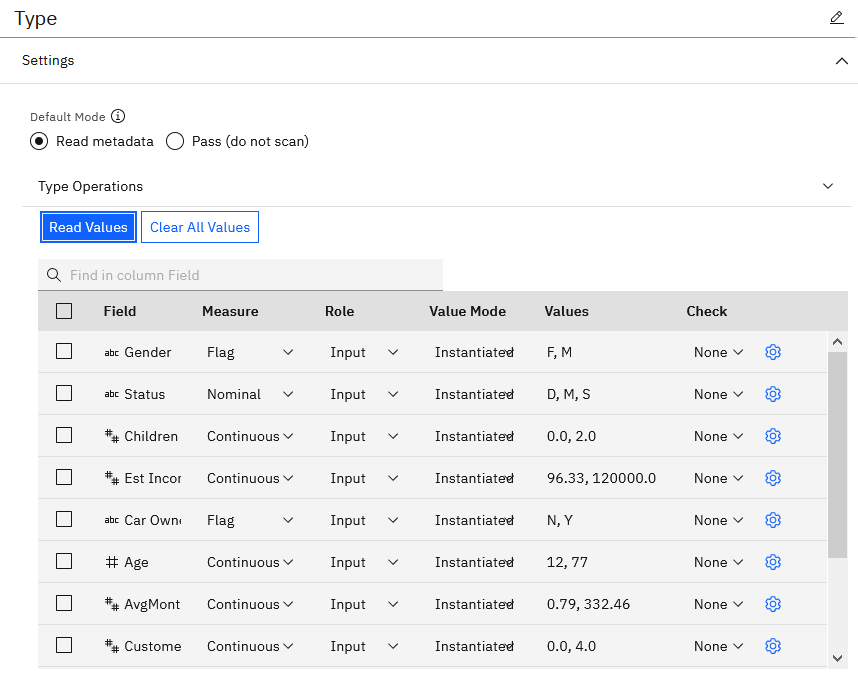 Type
Settings
Default Mode
Read metadata Pass (do not scan)
Type Operations
Read Values Clear All Values
Find in column Field
Field Measure Role Value Mode Values Check
abc Gender Flag Input Instantiated F, M None
abc Status Nominal Input Instantiated D, M, S None
Children Continuous Input Instantiated 0.0, 2.0 None
Est Incor Continuous Input Instantiated 96.33, 120000.0 None
abc Car Own Flag Input Instantiated N, Y None
# Age Continuous Input Instantiated 12, 77 None
AvgMont Continuous Input Instantiated 0.79, 332.46 None
Custome Continuous Input Instantiated 0.0, 4.0 None